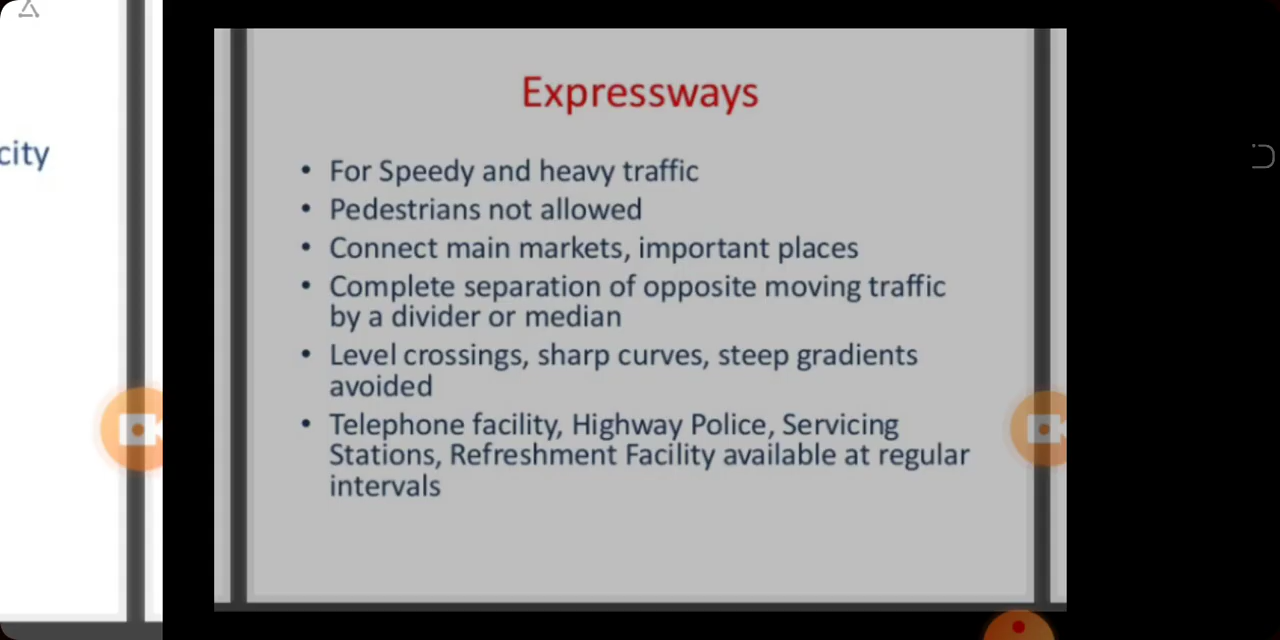 city
Expressways
• For Speedy and heavy traffic
• Pedestrians not allowed
• Connect main markets, important places
• Complete separation of opposite moving traffic
by a divider or median
• Level crossings, sharp curves, steep gradients
avoided
• Telephone facility, Highway Police, Servicing
Stations, Refreshment Facility available at regular
intervals